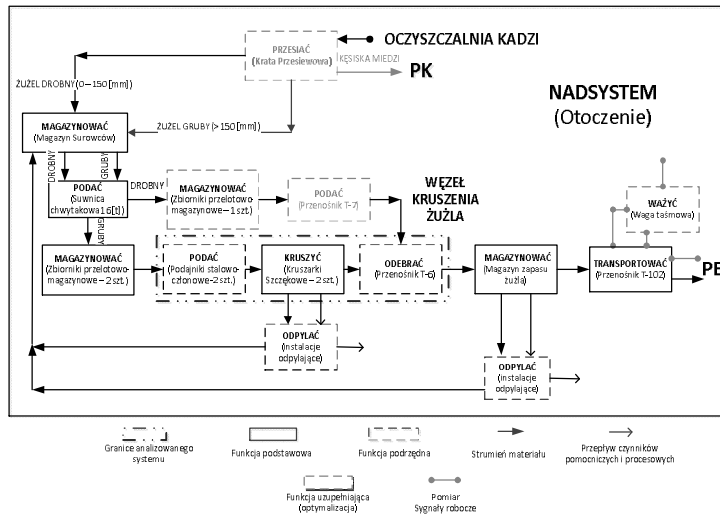 PRZESIAĆ
(Krata Przesiewowa)
OCZYSZCZALNIA KADZI
KĘSISKA MIEDZI
PK
ŻUŻEL DROBNY (0–150 [mm])
NADSYSTEM
(Otoczenie)
MAGAZYNOWAĆ
(Magazyn Surowców)
ŻUŻEL GRUBY (> 150 [mm])
DROBNY
GRUBY
PODAĆ
(Suwnica
chwytakowa 16[t])
DROBNY
GRUBY
MAGAZYNOWAĆ
(Zbiorniki przelotowo-
magazynowe – 1 szt.)
PODAĆ
(Przenośnik T-7)
WĘZEŁ
KRUSZENIA
ŻUŻLA
WAŻYĆ
(Waga taśmowa)
MAGAZYNOWAĆ
(Zbiorniki przelotowo-
magazynowe – 2 szt.)
PODAĆ
(Podajniki stalowo-
członowe-2 szt.)
KRUSZYĆ
(Kruszarki
Szczękowe – 2 szt.)
ODEBRAĆ
(Przenośnik T-6)
MAGAZYNOWAĆ
(Magazyn zapasu
żużla)
TRANSPORTOWAĆ
(Przenośnik T-102)
PE
ODPYLAĆ
(instalacje
odpylające)
ODPYLAĆ
(instalacje
odpylające)
Granice analizowanego
systemu
Funkcja podstawowa
Funkcja podrzędna
Strumień materiału
Przepływ czynników
pomocniczych i procesowych
Funkcja uzupełniająca
(optymalizacja)
Pomiar
Sygnały robocze